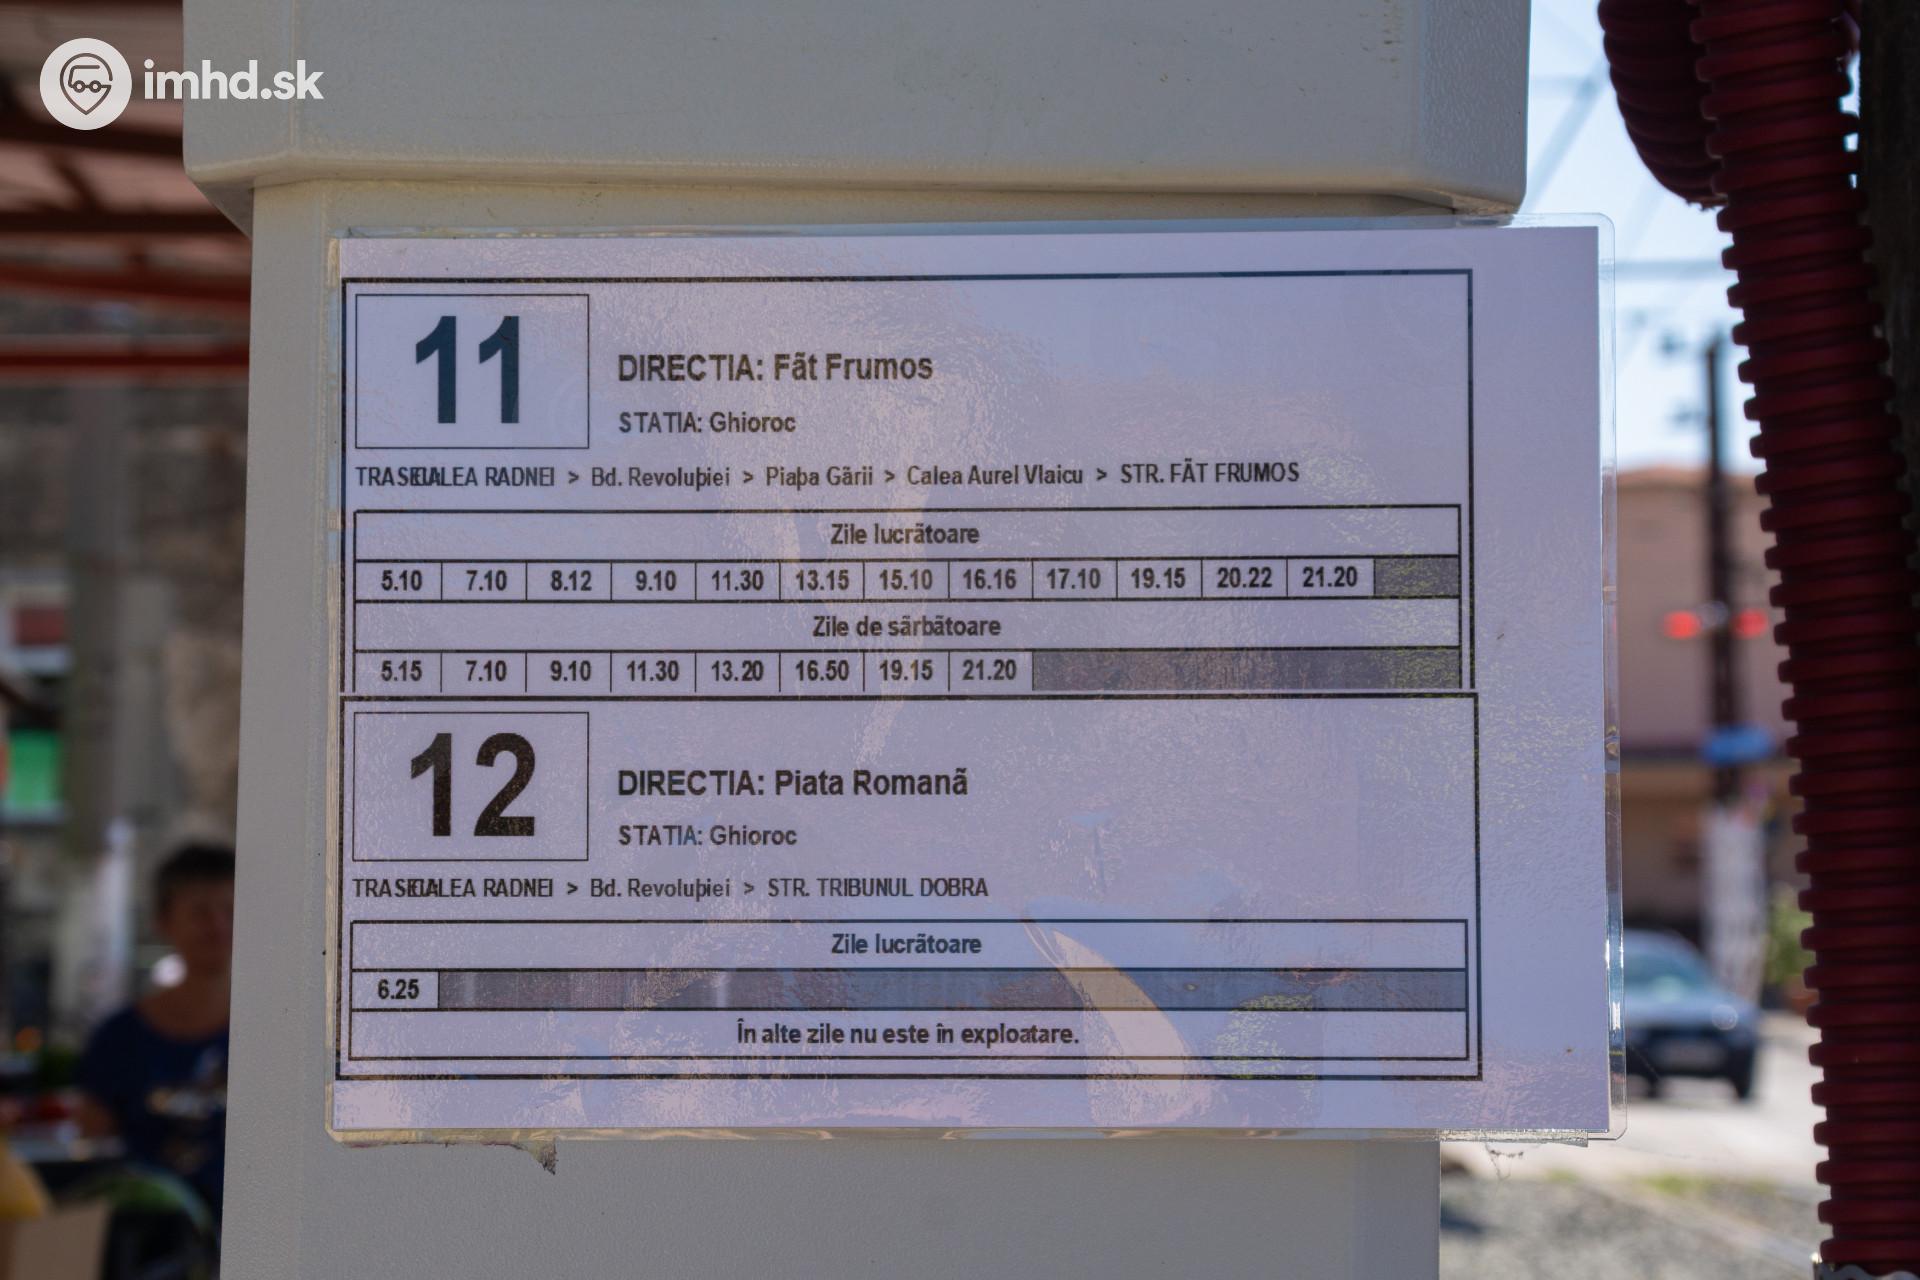 imhd.sk
11
DIRECTIA: Fãt Frumos
STATIA: Ghioroc
TRASEUL CALEA RADNEI > Bd. Revoluþiei > Piaþa Gãrii > Calea Aurel Vlaicu > STR. FÃT FRUMOS
Zile lucrãtoare
5.10 7.10 8.12 9.10 11.30 13.15 15.10 16.16 17.10 19.15 20.22 21.20
Zile de sãrbãtoare
5.15 7.10 9.10 11.30 13.20 16.50 19.15 21.20
12
DIRECTIA: Piata Romanã
STATIA: Ghioroc
TRASEUL CALEA RADNEI > Bd. Revoluþiei > STR. TRIBUNUL DOBRA
Zile lucrãtoare
6.25
În alte zile nu este în exploatare.